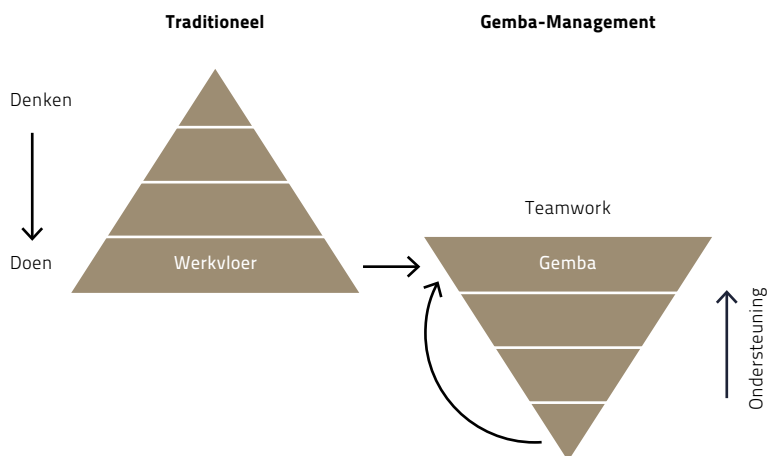 Traditioneel
Gemba-Management
Denken
Teamwork
Doen
Werkvloer
Gemba
Ondersteuning